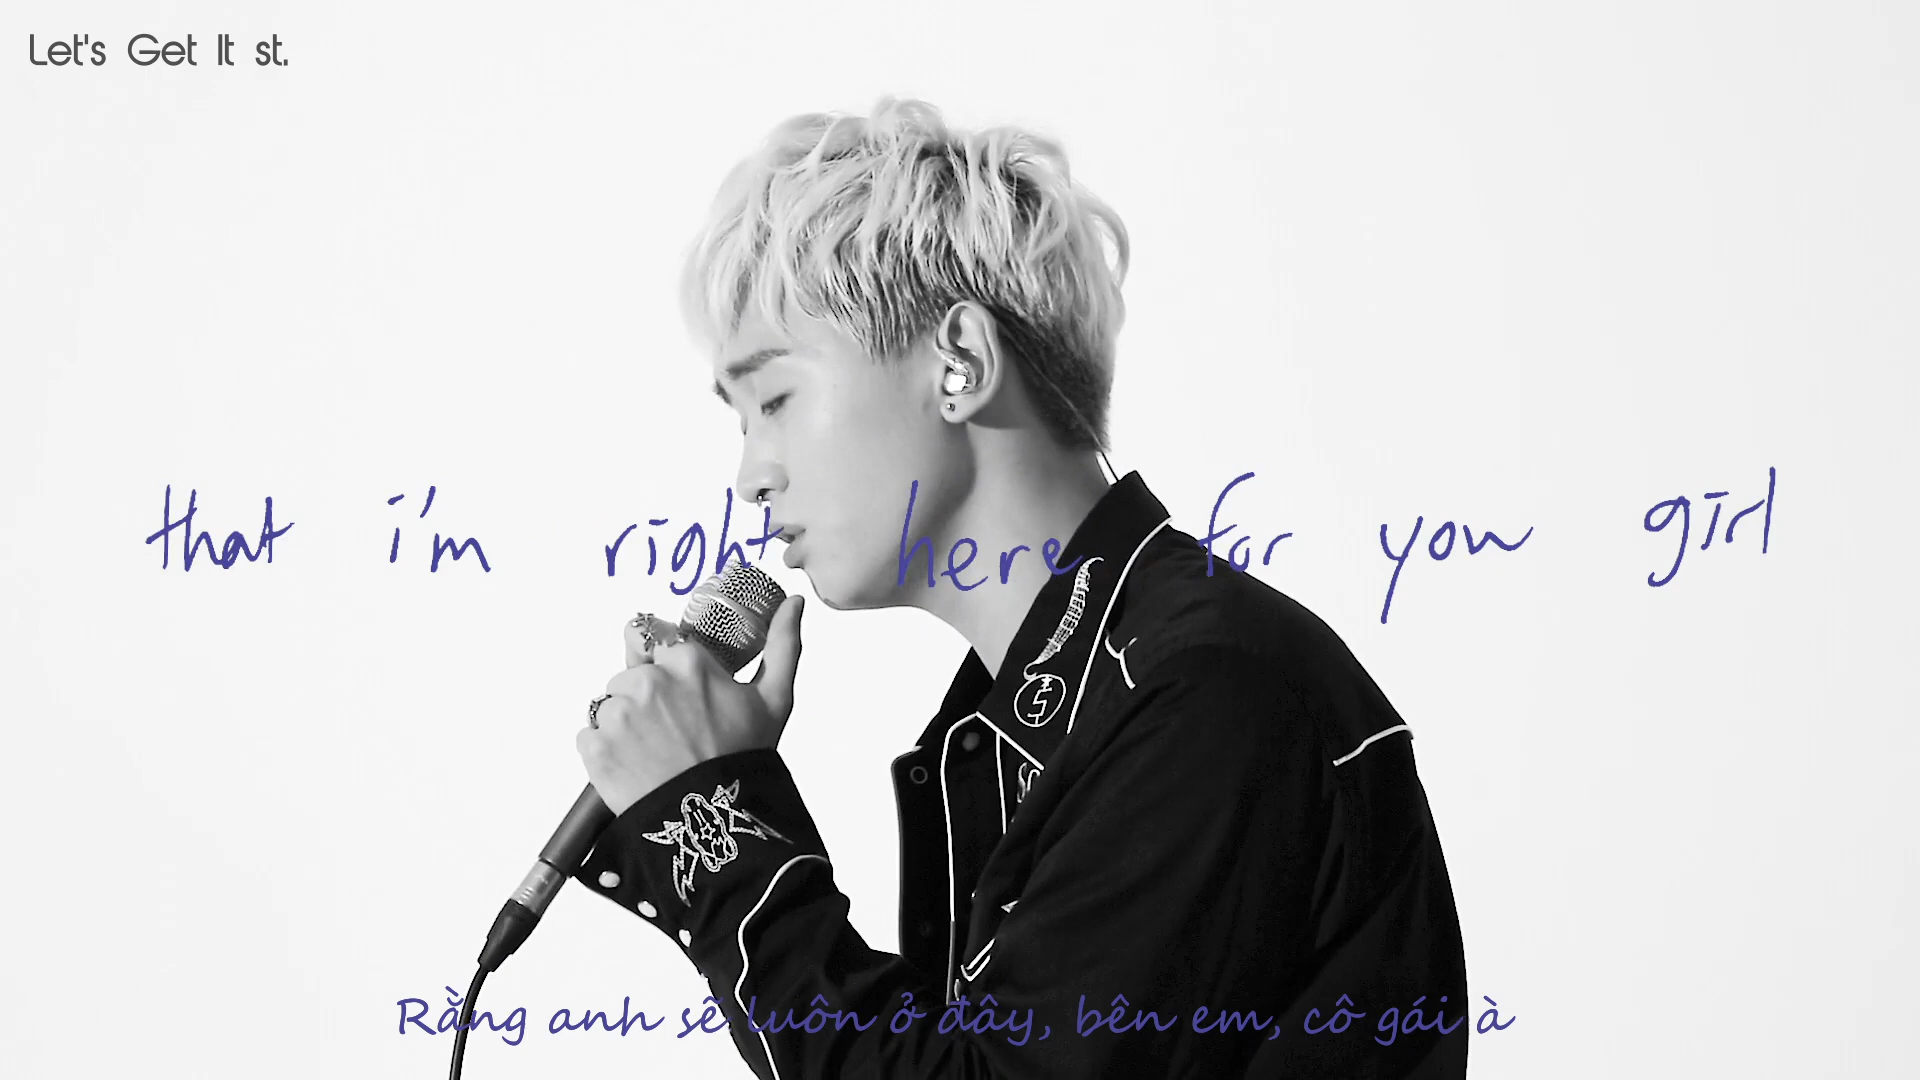 Let's Get It st.
that i'm right here for you girl
Rằng anh sẽ luôn ở đây, bên em, cô gái à